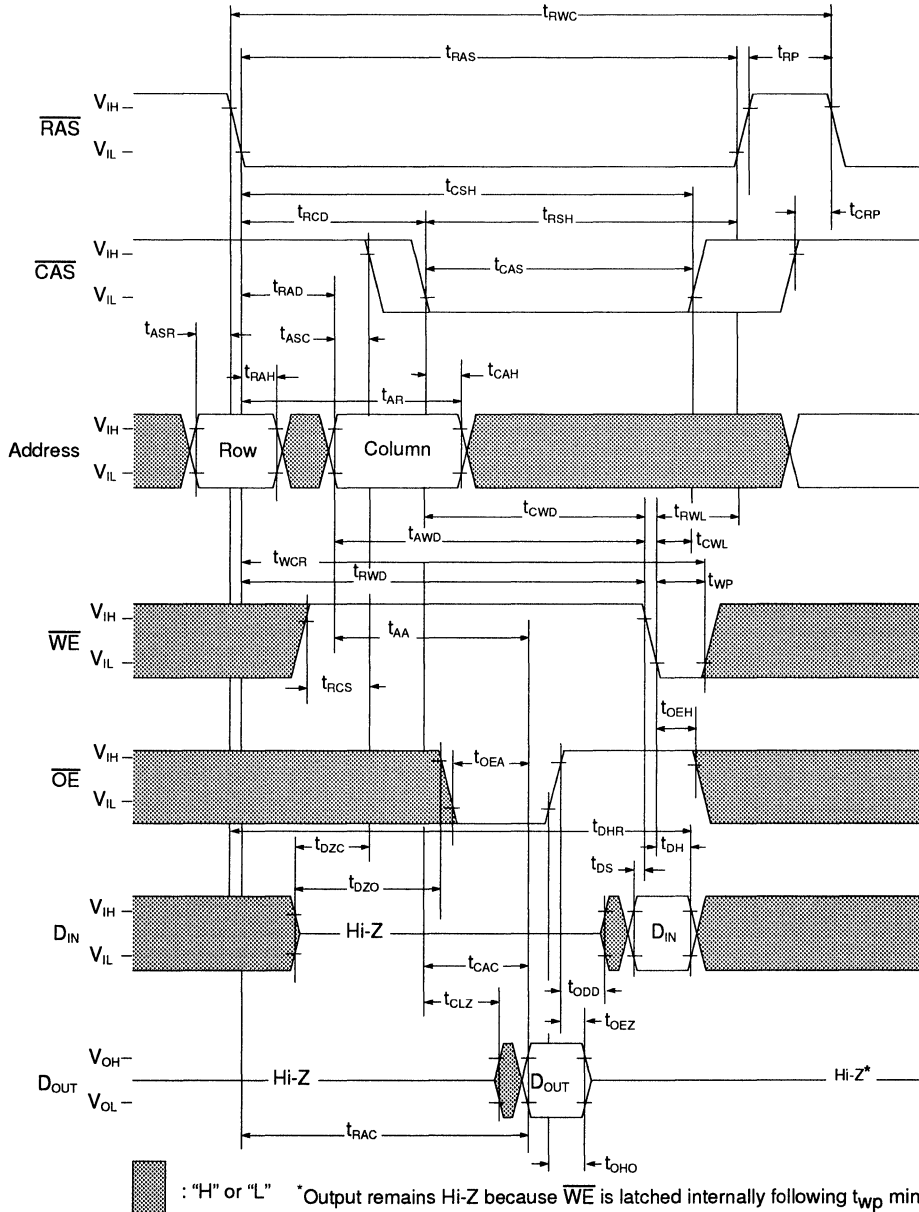 tRWC
tRAS
tRP
RAS
VIH
VIL
tCSH
tRCD
tRSH
tCRP
CAS
VIH
VIL
tCAS
tRAD
tASR
tASC
tRAH
tCAH
tAR
Address
VIH
VIL
Row
Column
tCWD
tRWL
tAWD
tCWL
tWCR
tRWD
tWP
WE
VIH
VIL
tAA
tRCS
tOEH
OE
VIH
VIL
tOEA
tDHR
tDZC
tDH
tDS
tDZO
DIN
VIH
VIL
Hi-Z
DIN
tCAC
tODD
tCLZ
tOEZ
DOUT
VOH
VOL
Hi-Z
DOUT
Hi-Z*
tRAC
tOHO
: "H" or "L" *Output remains Hi-Z because WE is latched internally following twp min